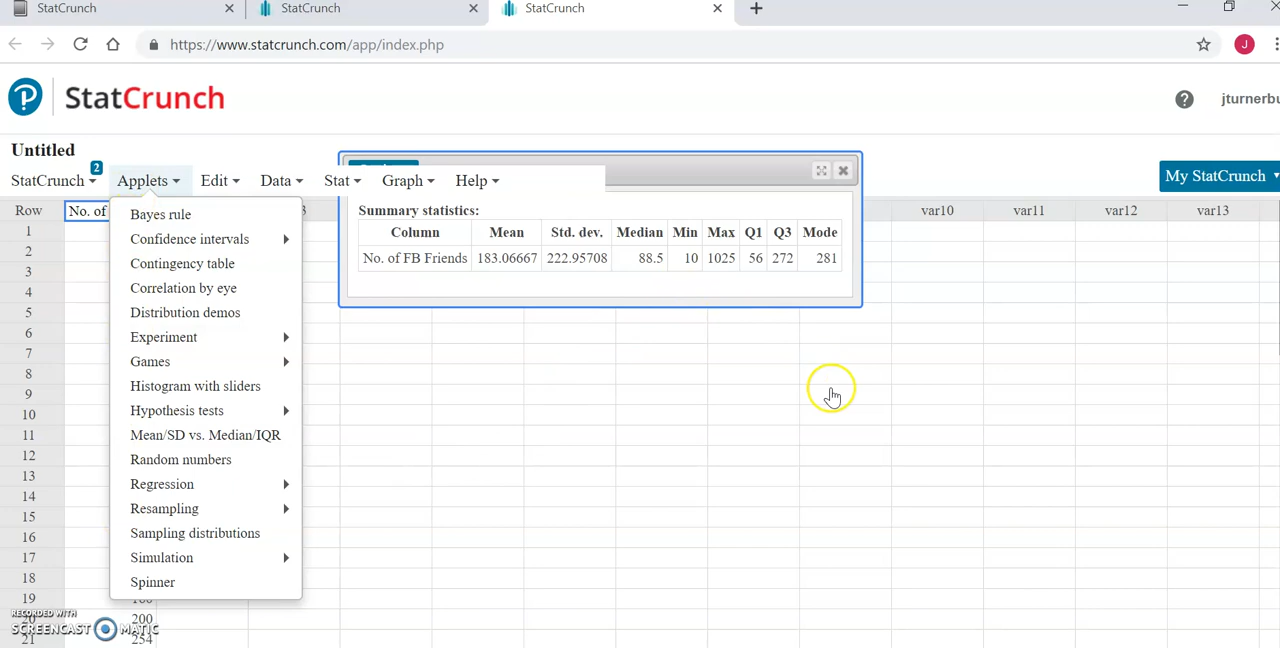 StatCrunch StatCrunch StatCrunch
https://www.statcrunch.com/app/index.php J
P StatCrunch ? jturnerbu
Untitled
StatCrunch 2 Applets Edit Data Stat Graph Help My StatCrunch
Row No. of 3 var10 var11 var12 var13
Summary statistics:
Column Mean Std. dev. Median Min Max Q1 Q3 Mode
No. of FB Friends 183.06667 222.95708 88.5 10 1025 56 272 281
Bayes rule
Confidence intervals
Contingency table
Correlation by eye
Distribution demos
Experiment
Games
Histogram with sliders
Hypothesis tests
Mean/SD vs. Median/IQR
Random numbers
Regression
Resampling
Sampling distributions
Simulation
Spinner
1
2
3
4
5
6
7
8
9
10
11
12
13
14
15
16
17
18
19
20 200
21 254
RECORDED WITH
SCREENCAST MATIC